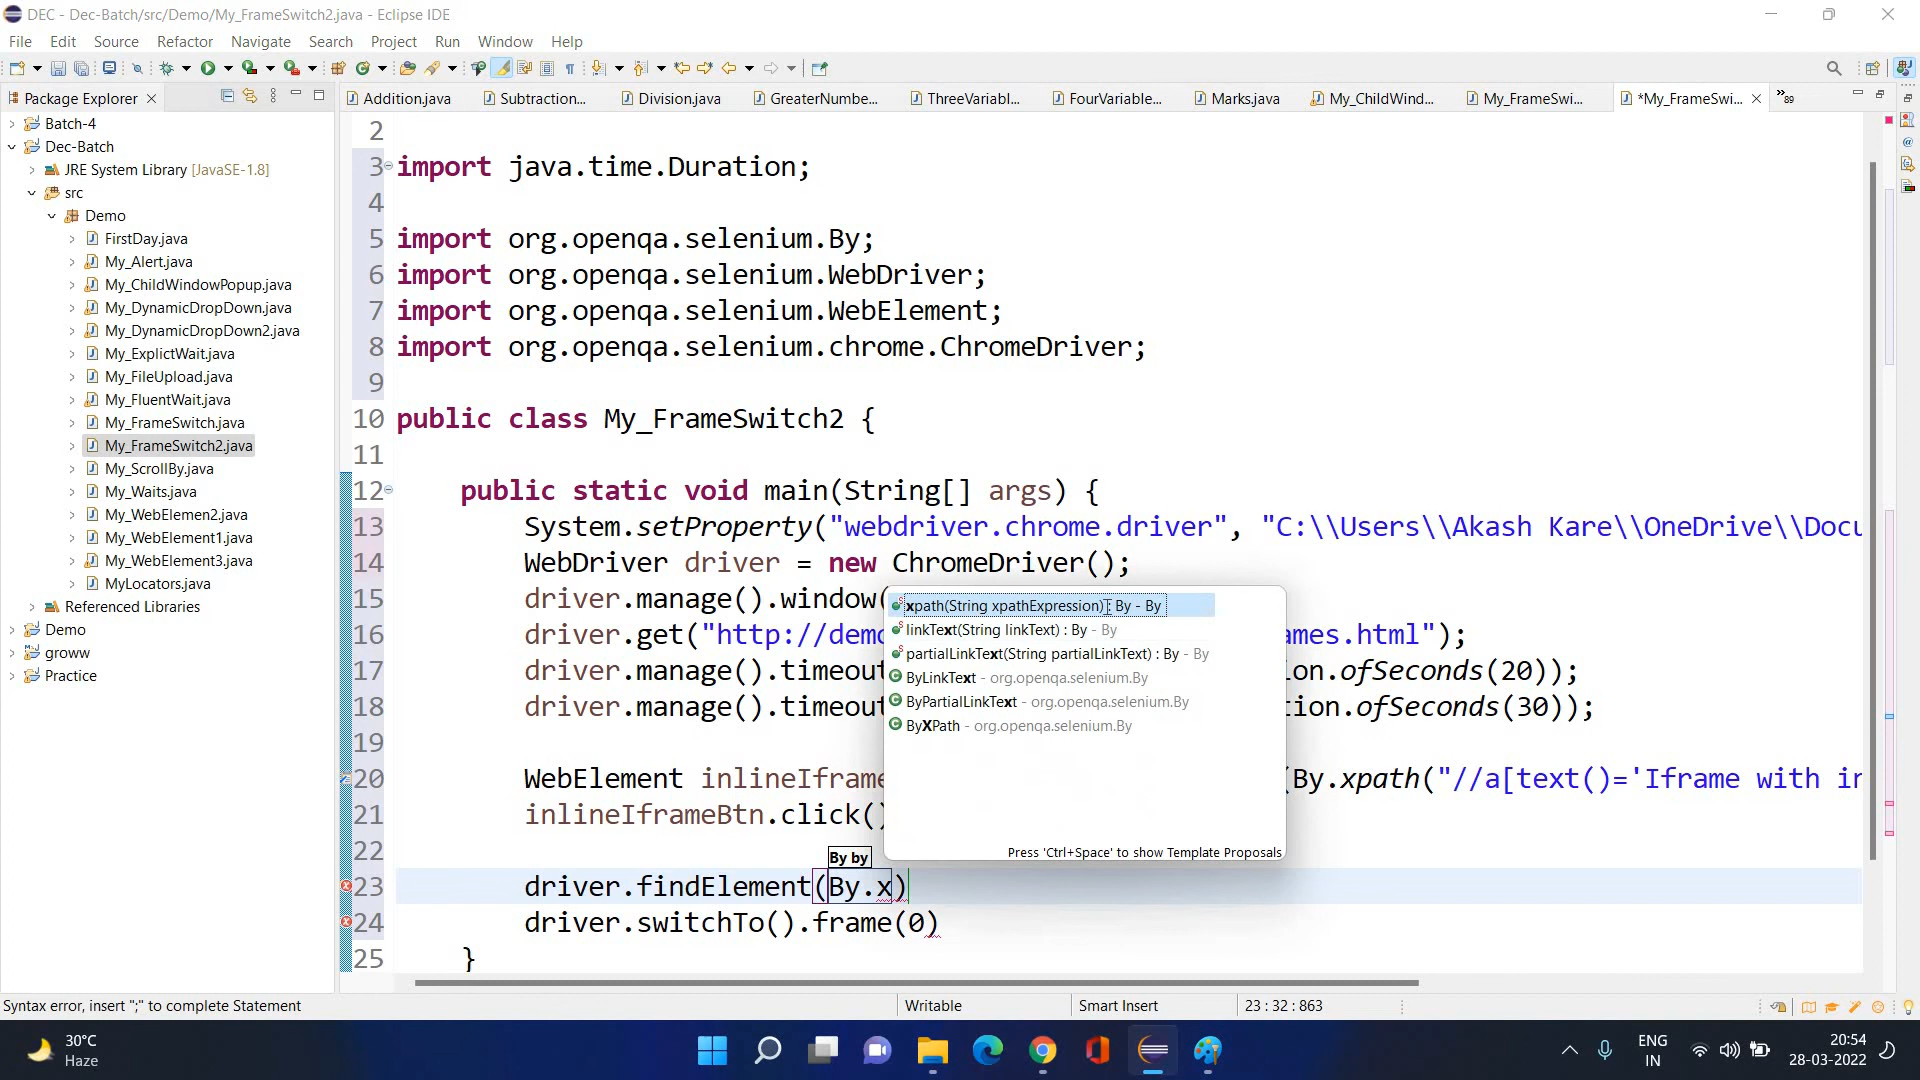 DEC - Dec-Batch/src/Demo/My_FrameSwitch2.java - Eclipse IDE
File Edit Source Refactor Navigate Search Project Run Window Help
Package Explorer
Addition.java Subtraction... Division.java GreaterNumbe... ThreeVariabl... FourVariable... Marks.java My_ChildWind... My_FrameSwi... *My_FrameSwi... »89
Batch-4
Dec-Batch
JRE System Library [JavaSE-1.8]
src
Demo
FirstDay.java
My_Alert.java
My_ChildWindowPopup.java
My_DynamicDropDown.java
My_DynamicDropDown2.java
My_ExplictWait.java
My_FileUpload.java
My_FluentWait.java
My_FrameSwitch.java
My_FrameSwitch2.java
My_ScrollBy.java
My_Waits.java
My_WebElemen2.java
My_WebElement1.java
My_WebElement3.java
MyLocators.java
Referenced Libraries
Demo
groww
Practice
2
3 import java.time.Duration;
4
5 import org.openqa.selenium.By;
6 import org.openqa.selenium.WebDriver;
7 import org.openqa.selenium.WebElement;
8 import org.openqa.selenium.chrome.ChromeDriver;
9
10 public class My_FrameSwitch2 {
11
12 public static void main(String[] args) {
13 System.setProperty("webdriver.chrome.driver", "C:\\Users\\Akash Kare\\OneDrive\\Docu
14 WebDriver driver = new ChromeDriver();
15 driver.manage().window(
16 driver.get("http://demo ames.html");
17 driver.manage().timeout ion.ofSeconds(20));
18 driver.manage().timeout tion.ofSeconds(30));
19
20 WebElement inlineIframe (By.xpath("//a[text()='Iframe with in
21 inlineIframeBtn.click()
22
23 driver.findElement(By.x)
24 driver.switchTo().frame(0)
25 }
xpath(String xpathExpression) : By - By
linkText(String linkText) : By - By
partialLinkText(String partialLinkText) : By - By
ByLinkText - org.openqa.selenium.By
ByPartialLinkText - org.openqa.selenium.By
ByXPath - org.openqa.selenium.By
Press 'Ctrl+Space' to show Template Proposals
By by
Syntax error, insert ";" to complete Statement
Writable
Smart Insert
23 : 32 : 863
30°C
Haze
ENG
IN
20:54
28-03-2022